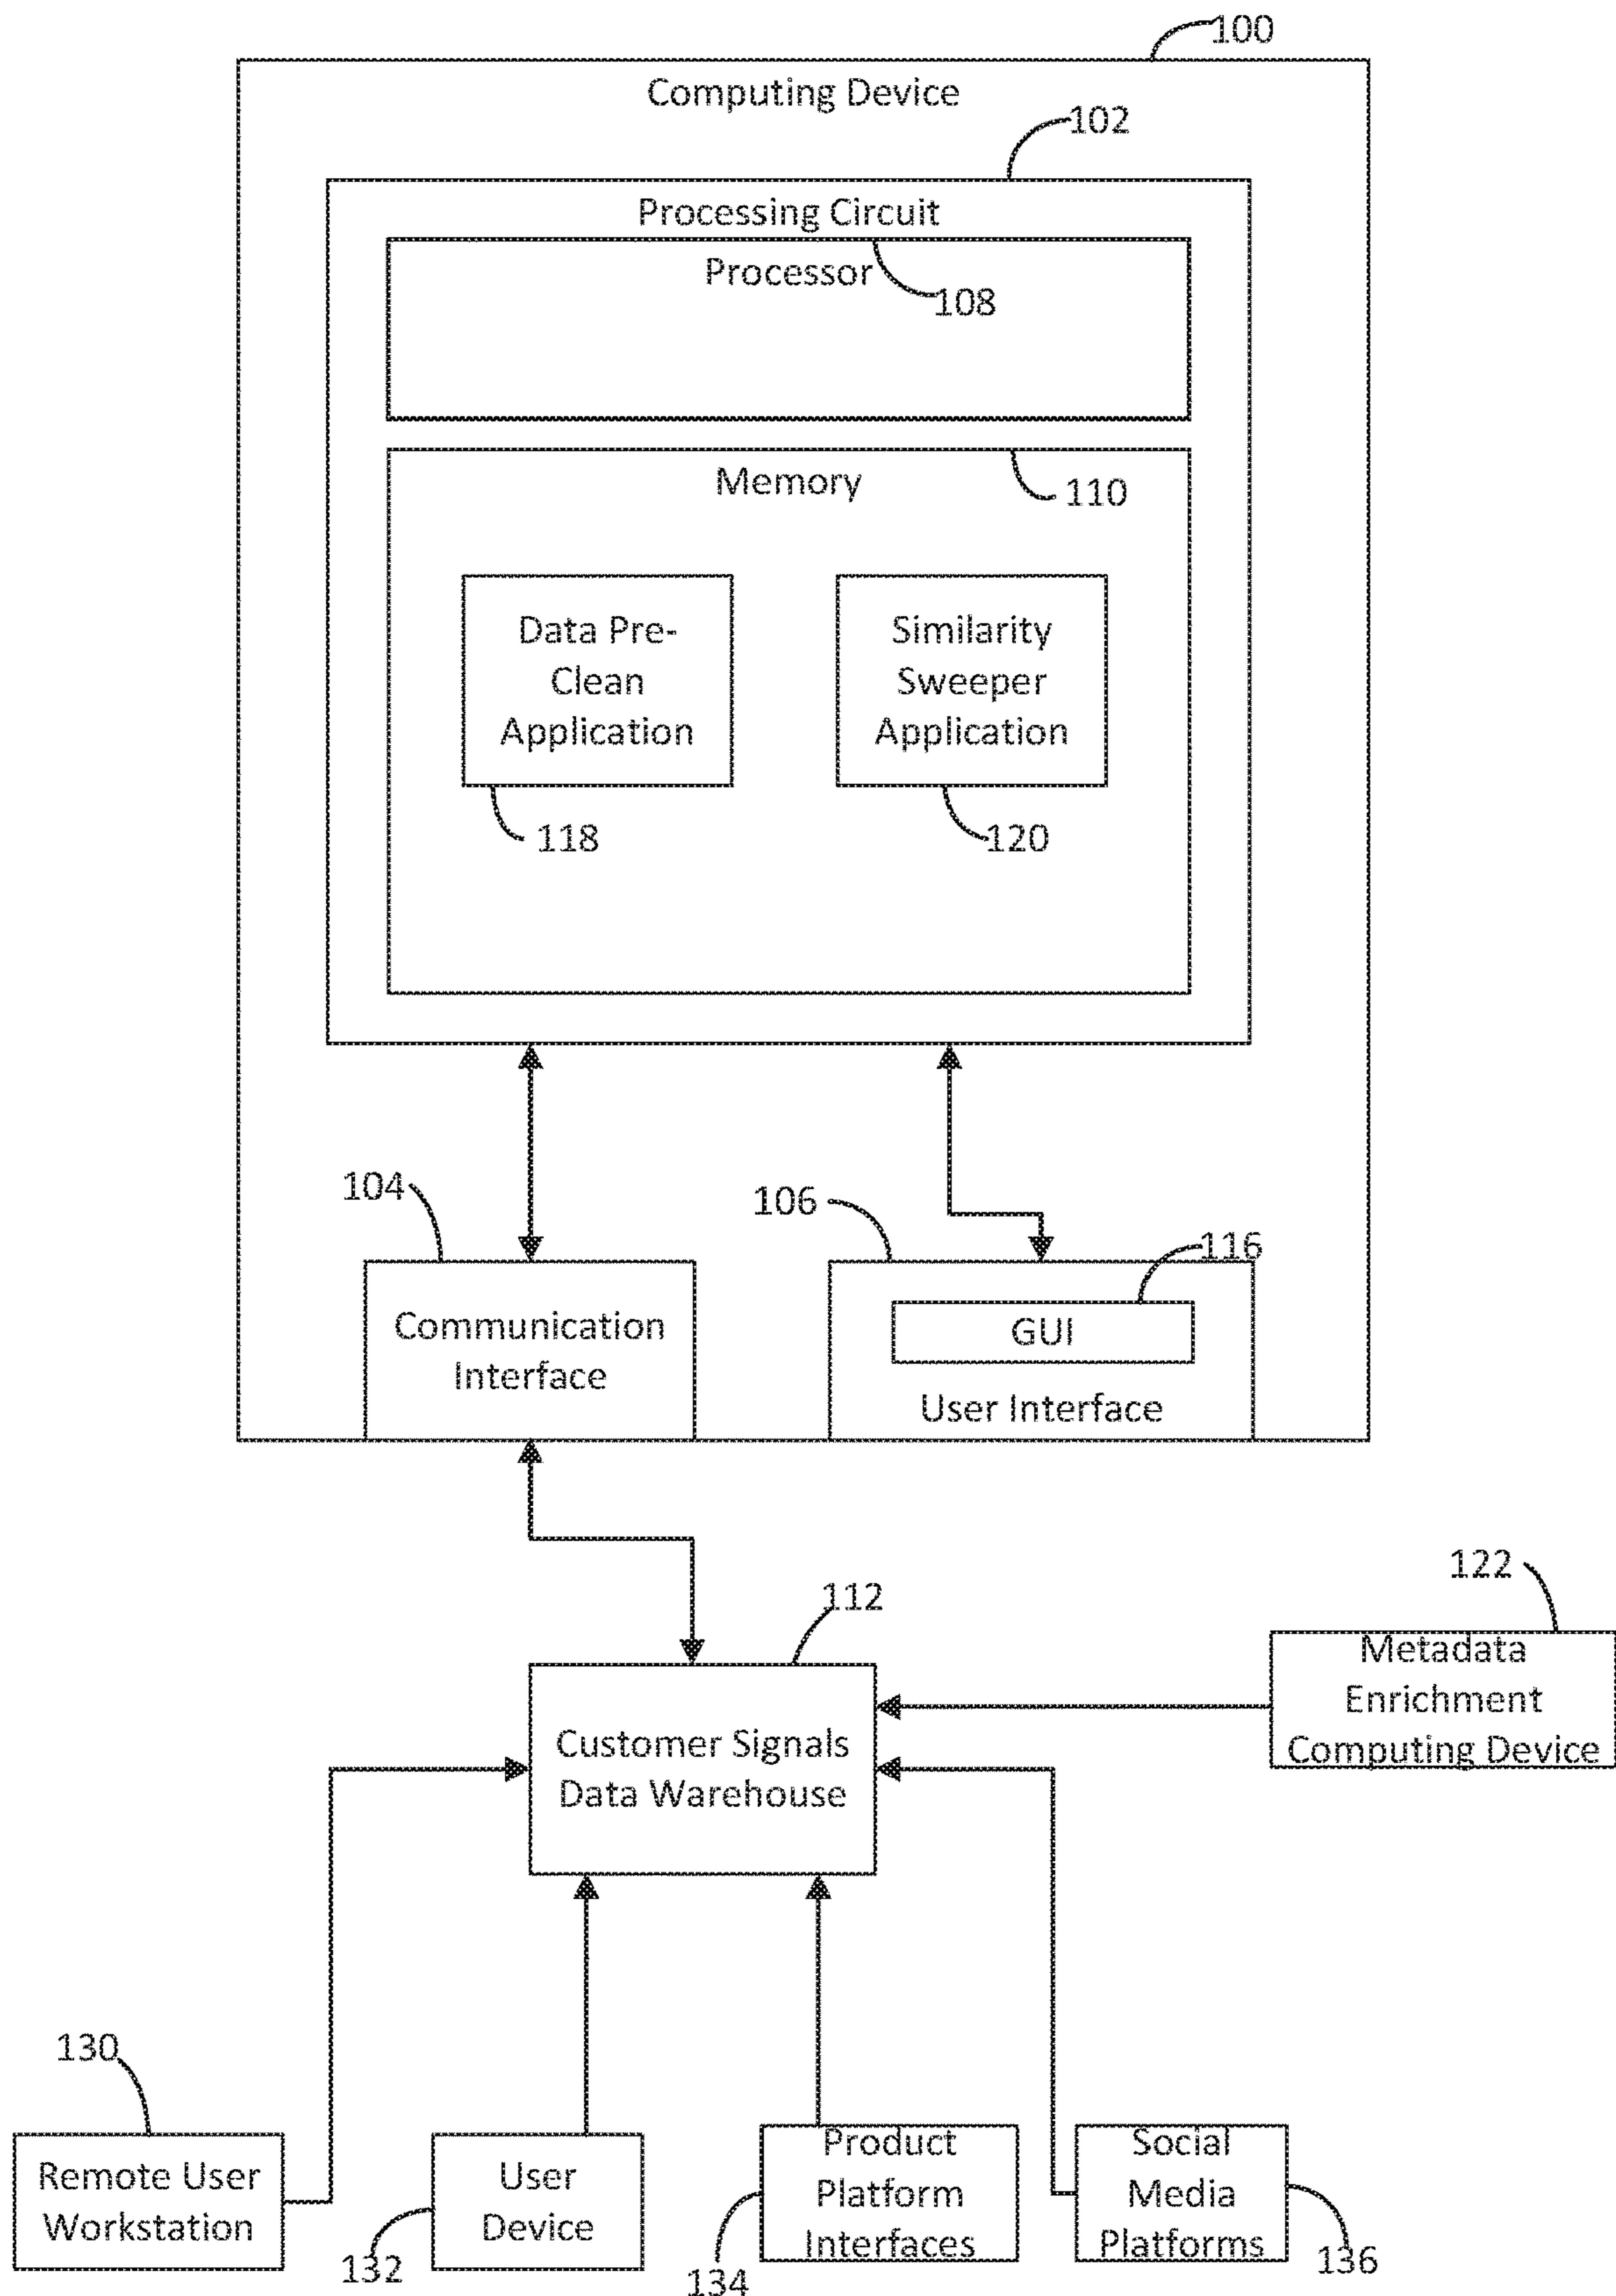 100
Computing Device
102
Processing Circuit
Processor
108
Memory
110
Data Pre-
Clean
Application
Similarity
Sweeper
Application
118
120
104
106
116
Communication
Interface
GUI
User Interface
112
122
Customer Signals
Data Warehouse
Metadata
Enrichment
Computing Device
130
Remote User
Workstation
132
User
Device
134
Product
Platform
Interfaces
Social
Media
Platforms
136